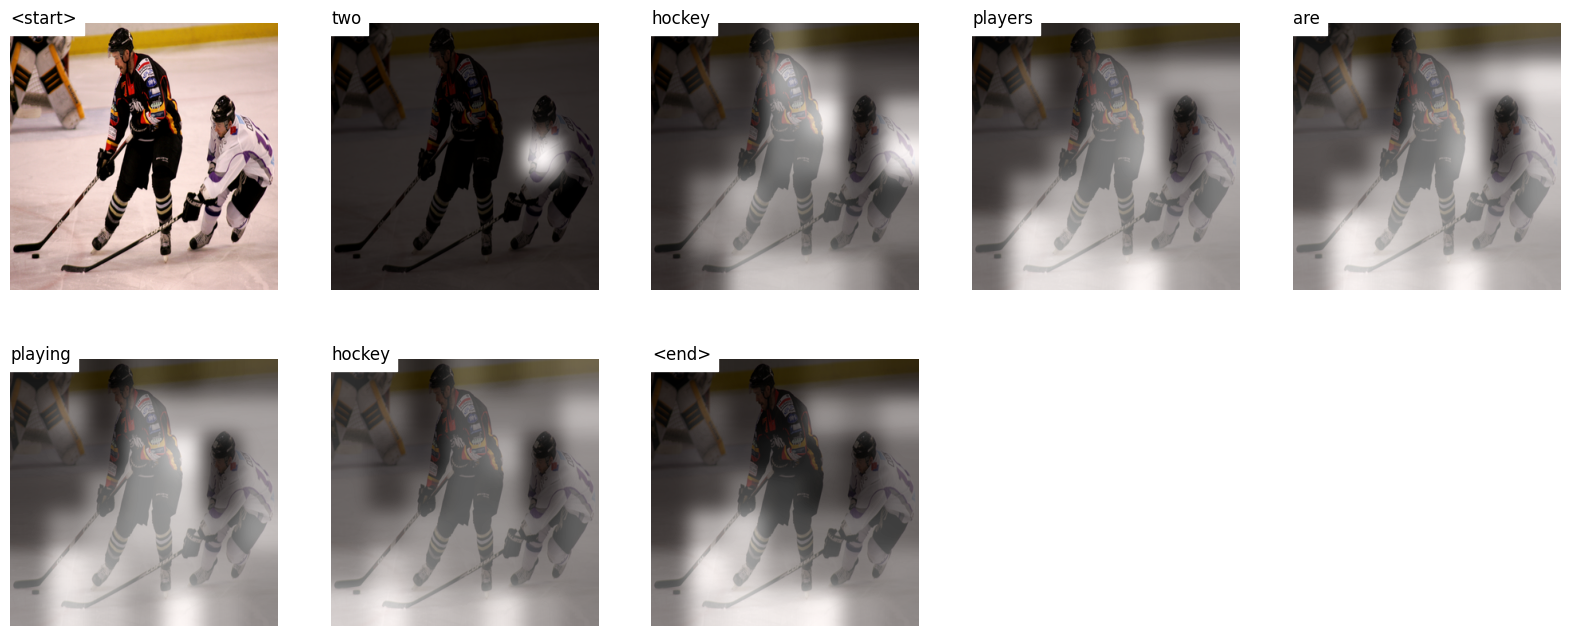 <start>
two
hockey
players
are
playing
hockey
<end>